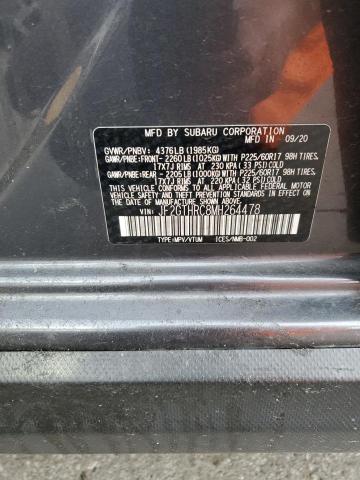 MFD. BY SUBARU CORPORATION 09/20
GVWR/PNBV: 4376LB(1985KG)
GAWR/PNBE:FRONT- 2260LB(1025KG)WITH P225/60R17 98H TIRES,
17X7J RIMS AT 230 KPA(33 PSI)COLD
GAWR/PNBE:REAR - 2205LB(1000KG)WITH P225/60R17 98H TIRES,
17X7J RIMS AT 220 KPA(32 PSI)COLD
THIS VEHICLE CONFORMS TO ALL APPLICABLE FEDERAL MOTOR
VEHICLE SAFETY, BUMPER, AND THEFT PREVENTION STANDARDS
IN EFFECT ON THE DATE OF MANUFACTURE SHOWN ABOVE.
VIN: JF2GTHRC8MH264478
TYPE:MPV/VTUM ICES/NMB-002